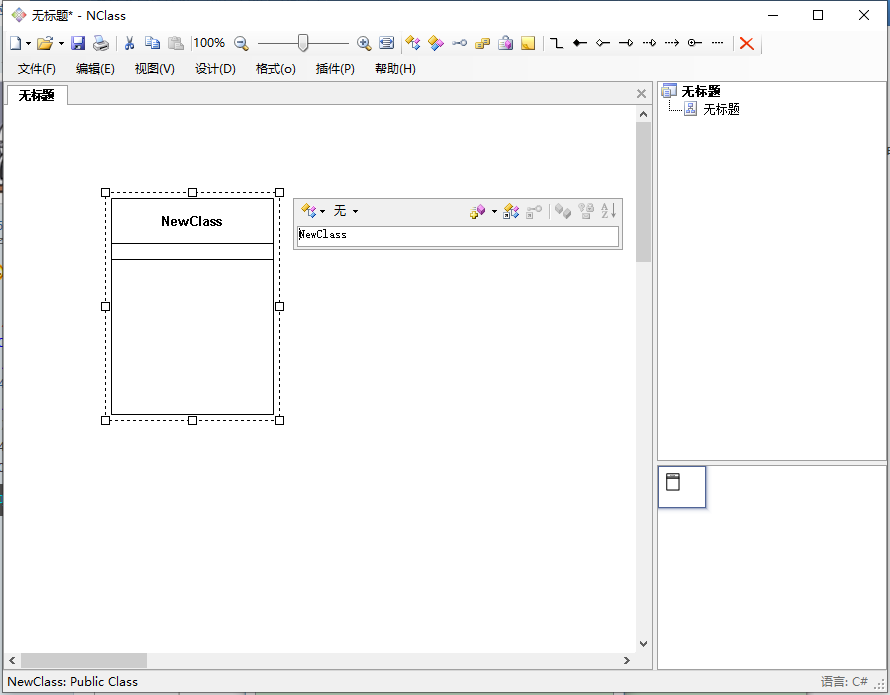 无标题* - NClass
100%
文件(F) 编辑(E) 视图(V) 设计(D) 格式(o) 插件(P) 帮助(H)
无标题
NewClass
无
NewClass
无标题
无标题
NewClass: Public Class
语言: C#